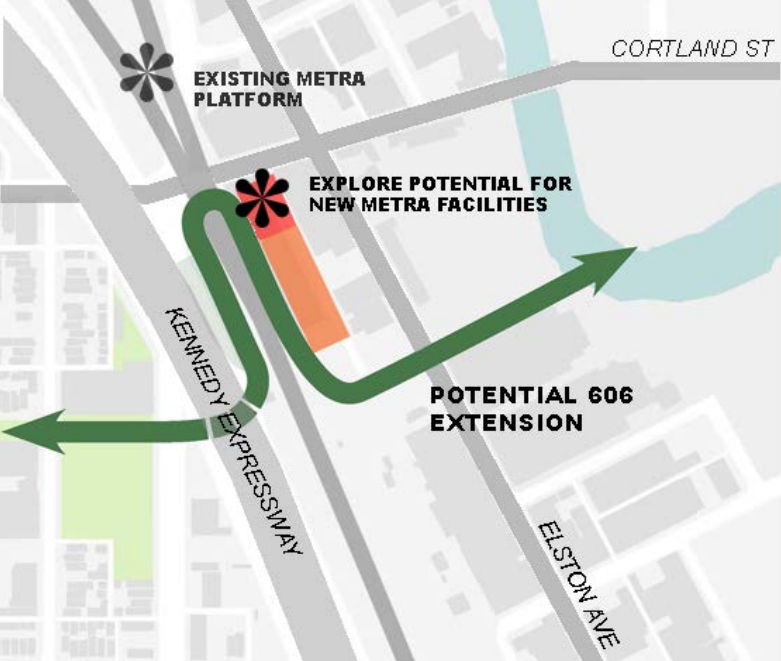 CORTLAND ST
EXISTING METRA
PLATFORM
EXPLORE POTENTIAL FOR
NEW METRA FACILITIES
KENNEDY EXPRESSWAY
POTENTIAL 606
EXTENSION
ELSTON AVE